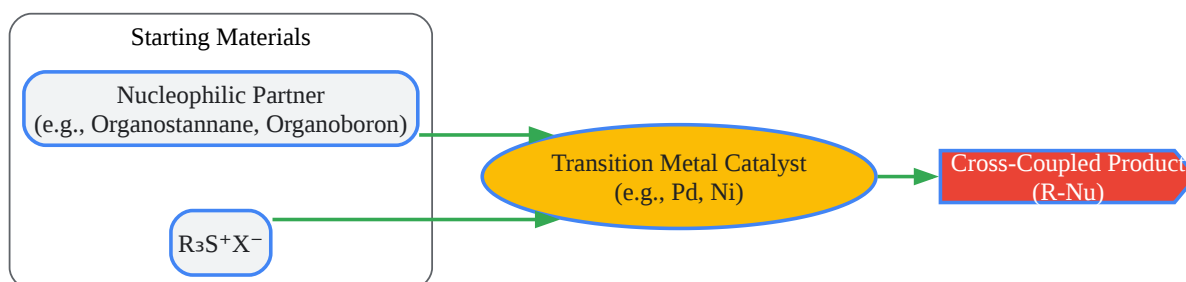 Starting Materials
Nucleophilic Partner
(e.g., Organostannane, Organoboron)
R₃S⁺X⁻
Transition Metal Catalyst
(e.g., Pd, Ni)
Cross-Coupled Product
(R-Nu)